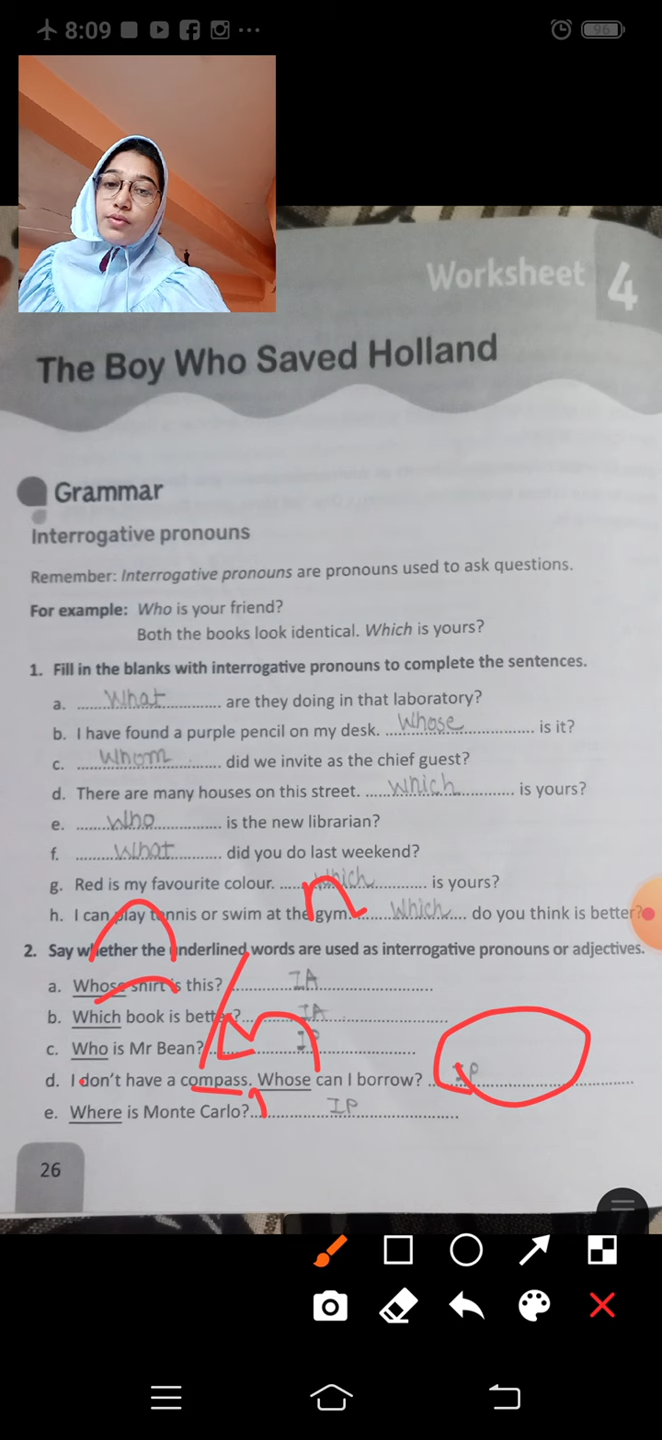 8:09
96
Worksheet 4
The Boy Who Saved Holland
Grammar
Interrogative pronouns
Remember: Interrogative pronouns are pronouns used to ask questions.
For example: Who is your friend?
Both the books look identical. Which is yours?
1. Fill in the blanks with interrogative pronouns to complete the sentences.
a. What are they doing in that laboratory?
b. I have found a purple pencil on my desk. Whose is it?
c. Whom did we invite as the chief guest?
d. There are many houses on this street. Which is yours?
e. Who is the new librarian?
f. What did you do last weekend?
g. Red is my favourite colour. Which is yours?
h. I can play tennis or swim at the gym. Which do you think is better?
2. Say whether the underlined words are used as interrogative pronouns or adjectives.
a. Whose shirt is this? IA
b. Which book is better? IA
c. Who is Mr Bean? IP
d. I don't have a compass. Whose can I borrow? IP
e. Where is Monte Carlo? IP
26